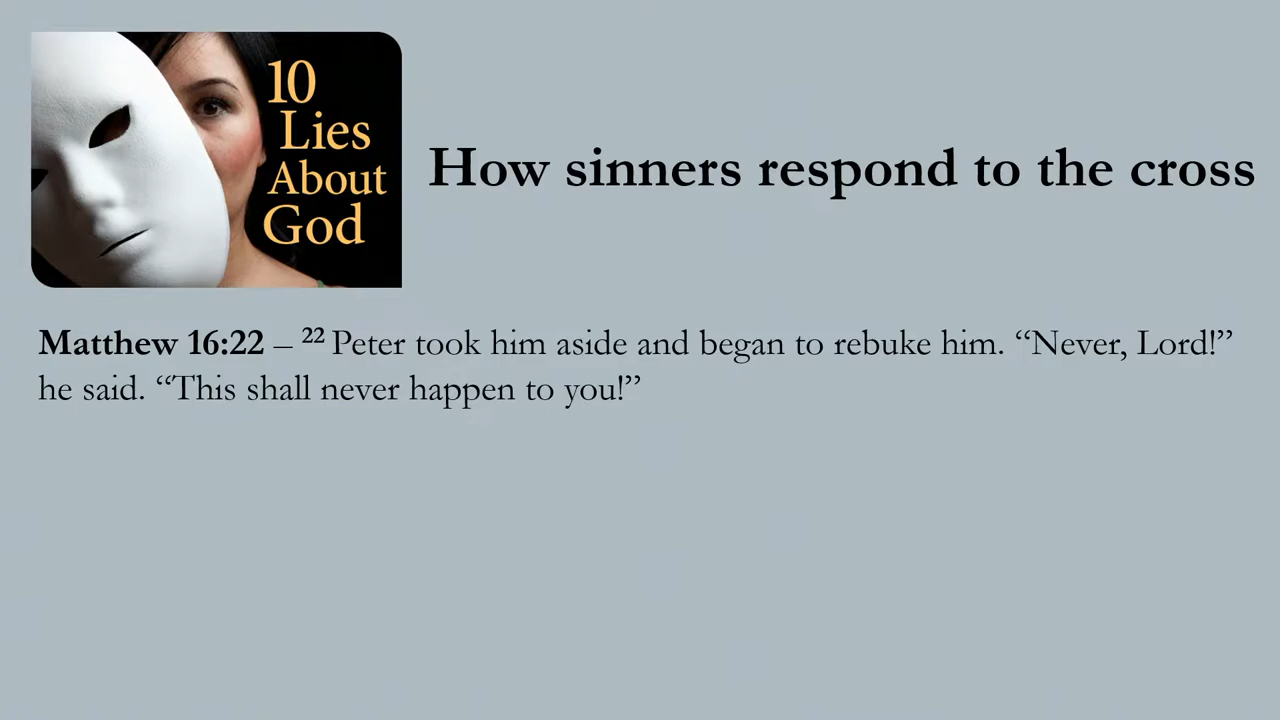 10
Lies
About
God
How sinners respond to the cross
Matthew 16:22 – 22 Peter took him aside and began to rebuke him. “Never, Lord!”
he said. “This shall never happen to you!”